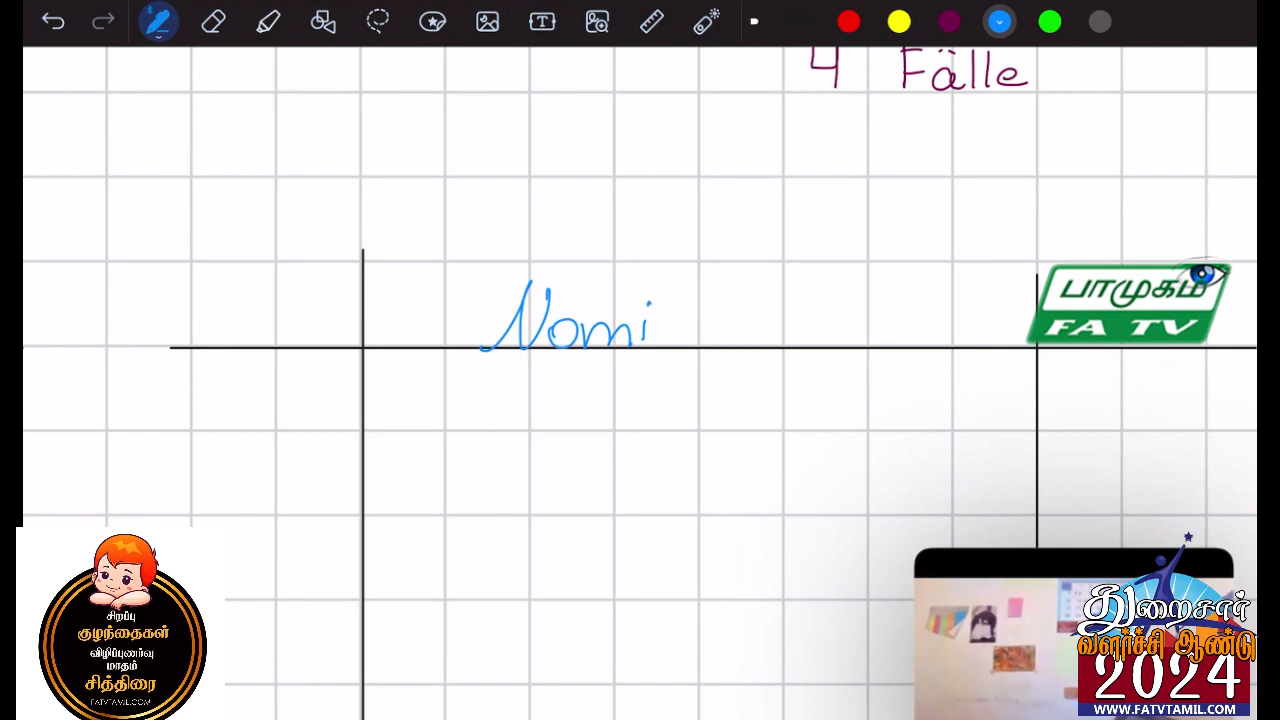 4 Fälle
Nomi
பாமுகம்
FA TV
சிறப்பு
குழந்தைகள்
விழிப்புணர்வு
மாதம்
சித்திரை
FATVTAMIL.COM
துறைசார்
வளர்ச்சி ஆண்டு
2024
WWW.FATVTAMIL.COM